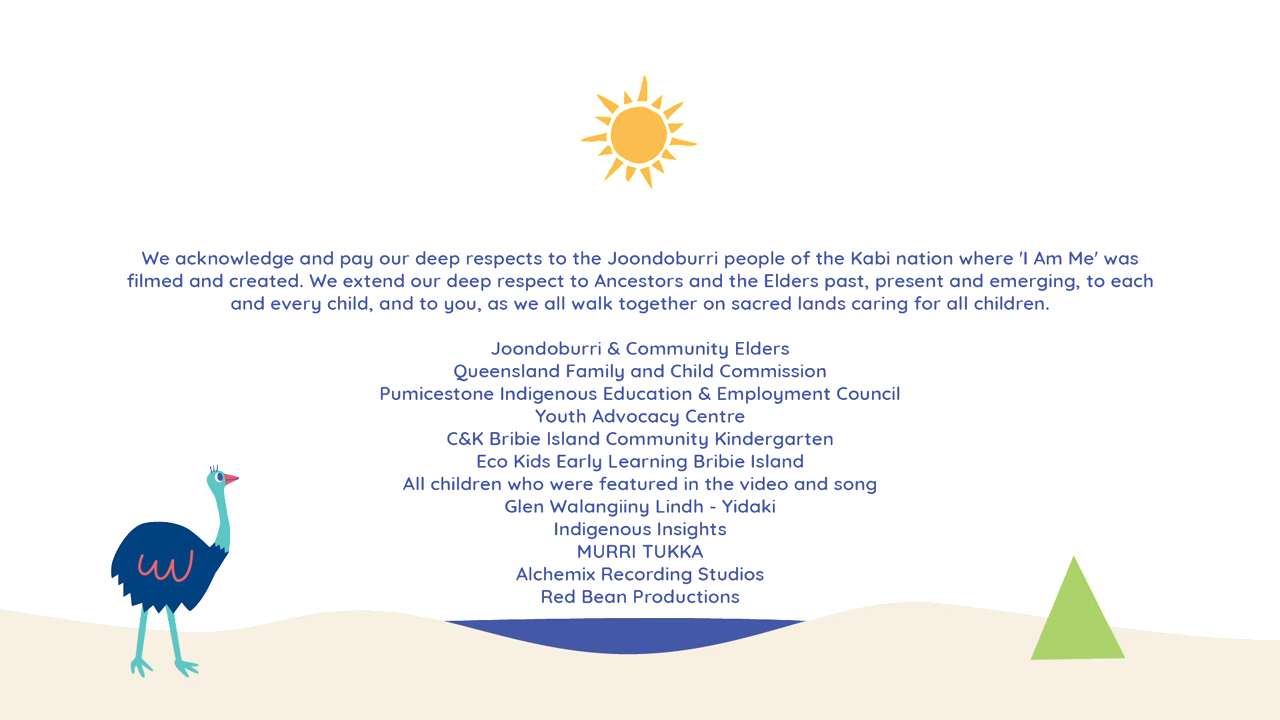 We acknowledge and pay our deep respects to the Joondoburri people of the Kabi nation where 'I Am Me' was
filmed and created. We extend our deep respect to Ancestors and the Elders past, present and emerging, to each
and every child, and to you, as we all walk together on sacred lands caring for all children.
Joondoburri & Community Elders
Queensland Family and Child Commission
Pumicestone Indigenous Education & Employment Council
Youth Advocacy Centre
C&K Bribie Island Community Kindergarten
Eco Kids Early Learning Bribie Island
All children who were featured in the video and song
Glen Walangiiny Lindh - Yidaki
Indigenous Insights
MURRI TUKKA
Alchemix Recording Studios
Red Bean Productions